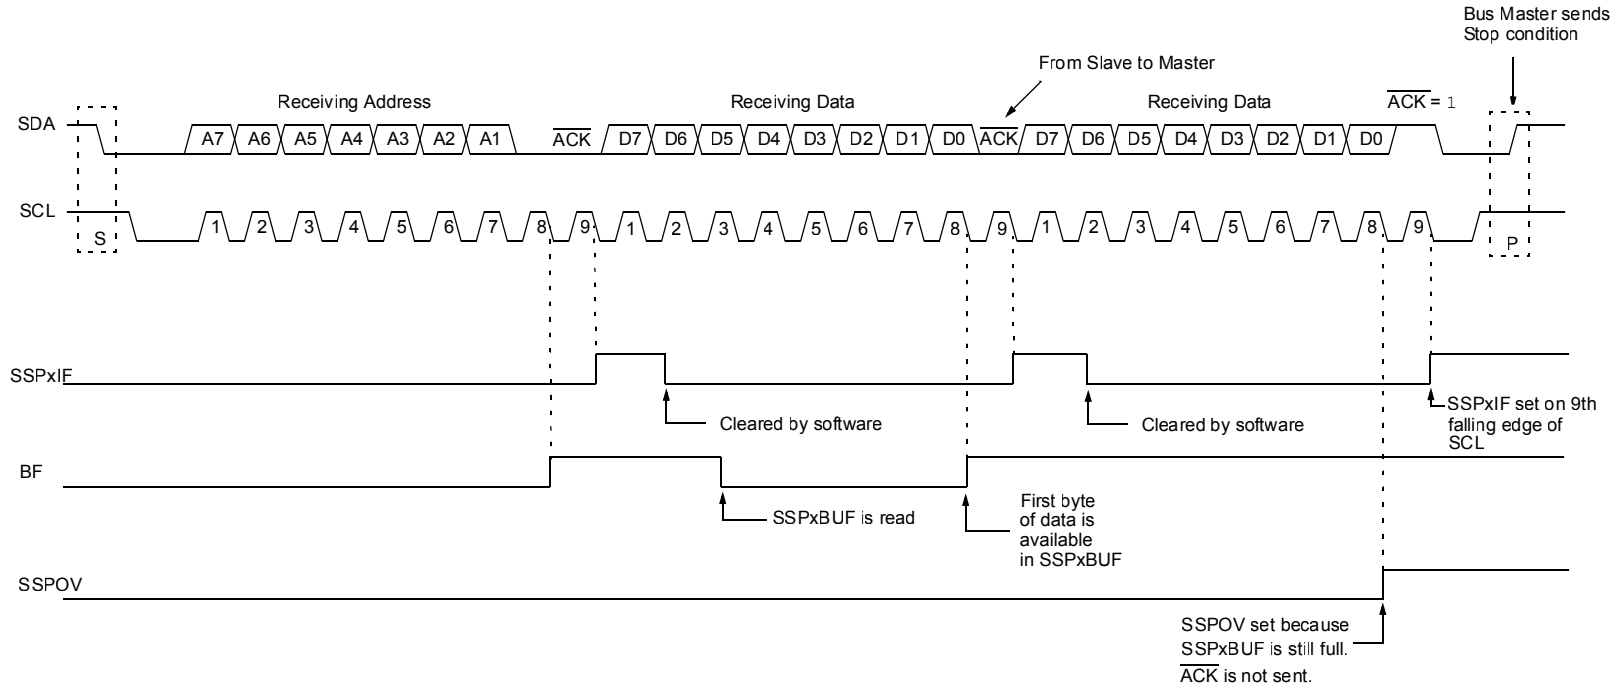 Bus Master sends
Stop condition
From Slave to Master
Receiving Address
Receiving Data
Receiving Data
ACK = 1
SDA
A7 A6 A5 A4 A3 A2 A1 ACK D7 D6 D5 D4 D3 D2 D1 D0 ACK D7 D6 D5 D4 D3 D2 D1 D0
SCL
1 2 3 4 5 6 7 8 9 1 2 3 4 5 6 7 8 9 1 2 3 4 5 6 7 8 9
S
P
SSPxIF
Cleared by software
Cleared by software
SSPxIF set on 9th
falling edge of
SCL
BF
SSPxBUF is read
First byte
of data is
available
in SSPxBUF
SSPOV
SSPOV set because
SSPxBUF is still full.
ACK is not sent.